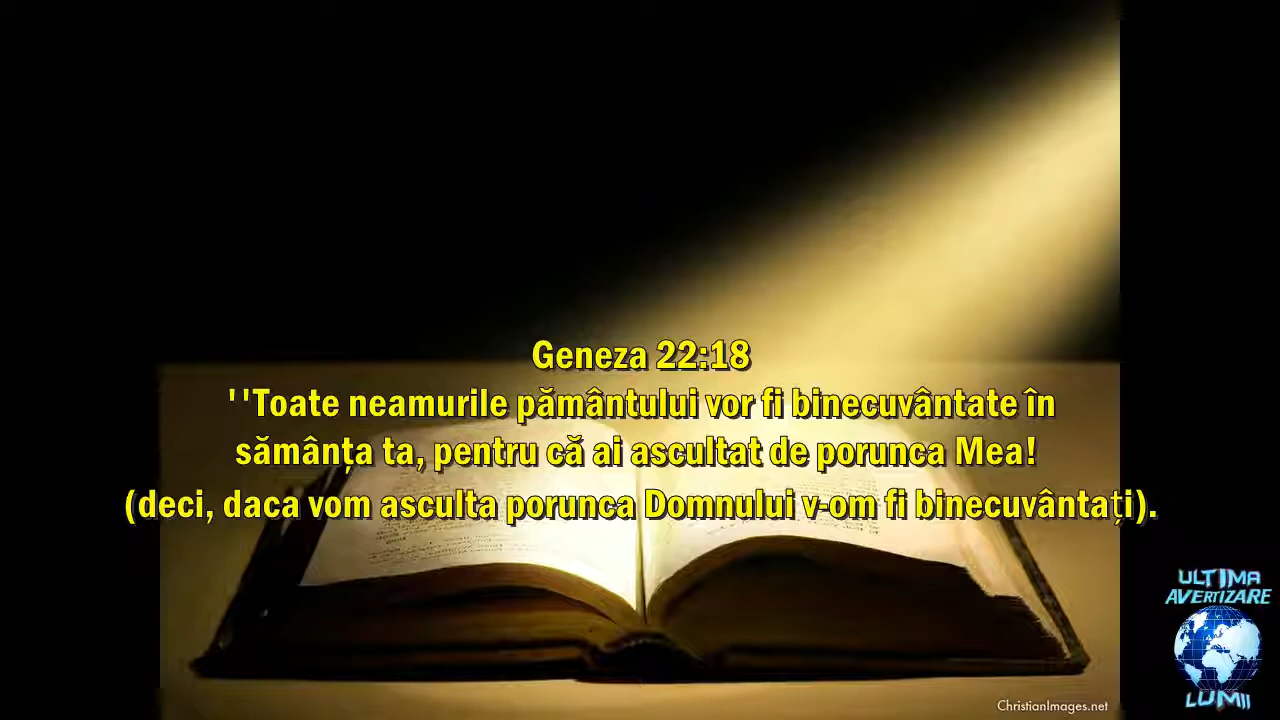 Geneza 22:18
''Toate neamurile pământului vor fi binecuvântate în
sămânța ta, pentru că ai ascultat de porunca Mea!
(deci, daca vom asculta porunca Domnului v-om fi binecuvântați).
ULTIMA
AVERTIZARE
LUMII
ChristianImages.net